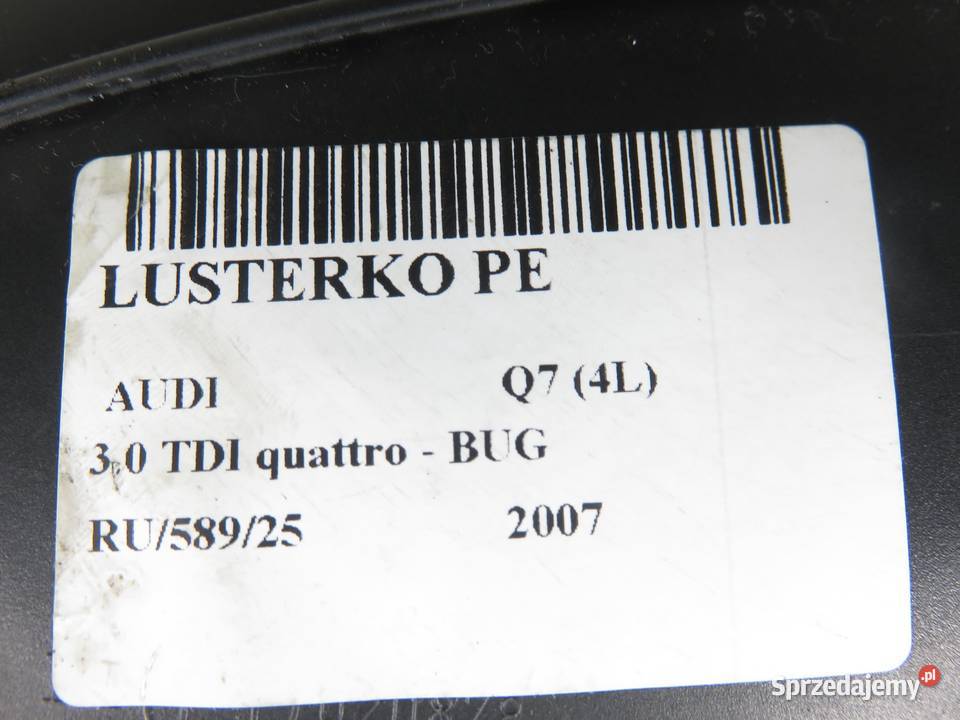 LUSTERKO PE
AUDI Q7 (4L)
3.0 TDI quattro - BUG
RU/589/25 2007
Sprzedajemy.pl